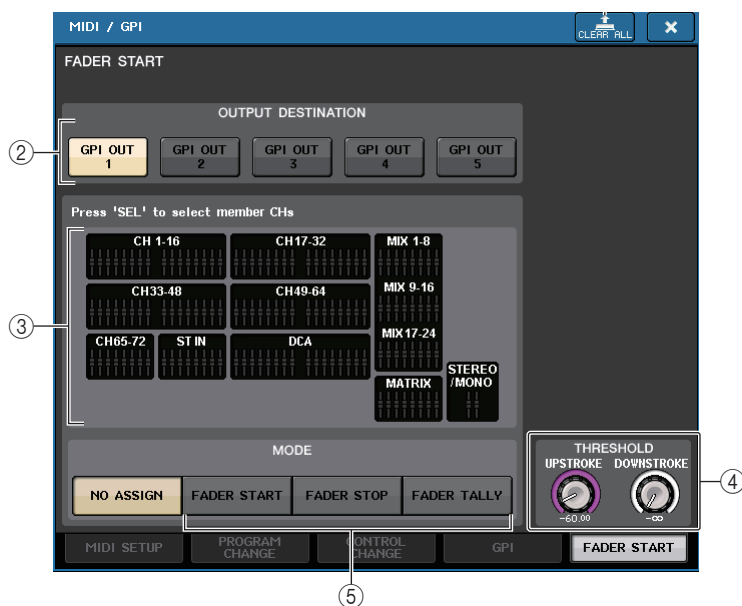 MIDI / GPI
CLEAR ALL
×
FADER START
OUTPUT DESTINATION
②
GPI OUT 1
GPI OUT 2
GPI OUT 3
GPI OUT 4
GPI OUT 5
Press 'SEL' to select member CHs
③
CH 1-16
CH17-32
MIX 1-8
CH33-48
CH49-64
MIX 9-16
CH65-72
ST IN
DCA
MIX17-24
MATRIX
STEREO
/MONO
MODE
NO ASSIGN
FADER START
FADER STOP
FADER TALLY
THRESHOLD
UPSTROKE
DOWNSTROKE
-60.00
-∞
④
MIDI SETUP
PROGRAM
CHANGE
CONTROL
CHANGE
GPI
FADER START
⑤